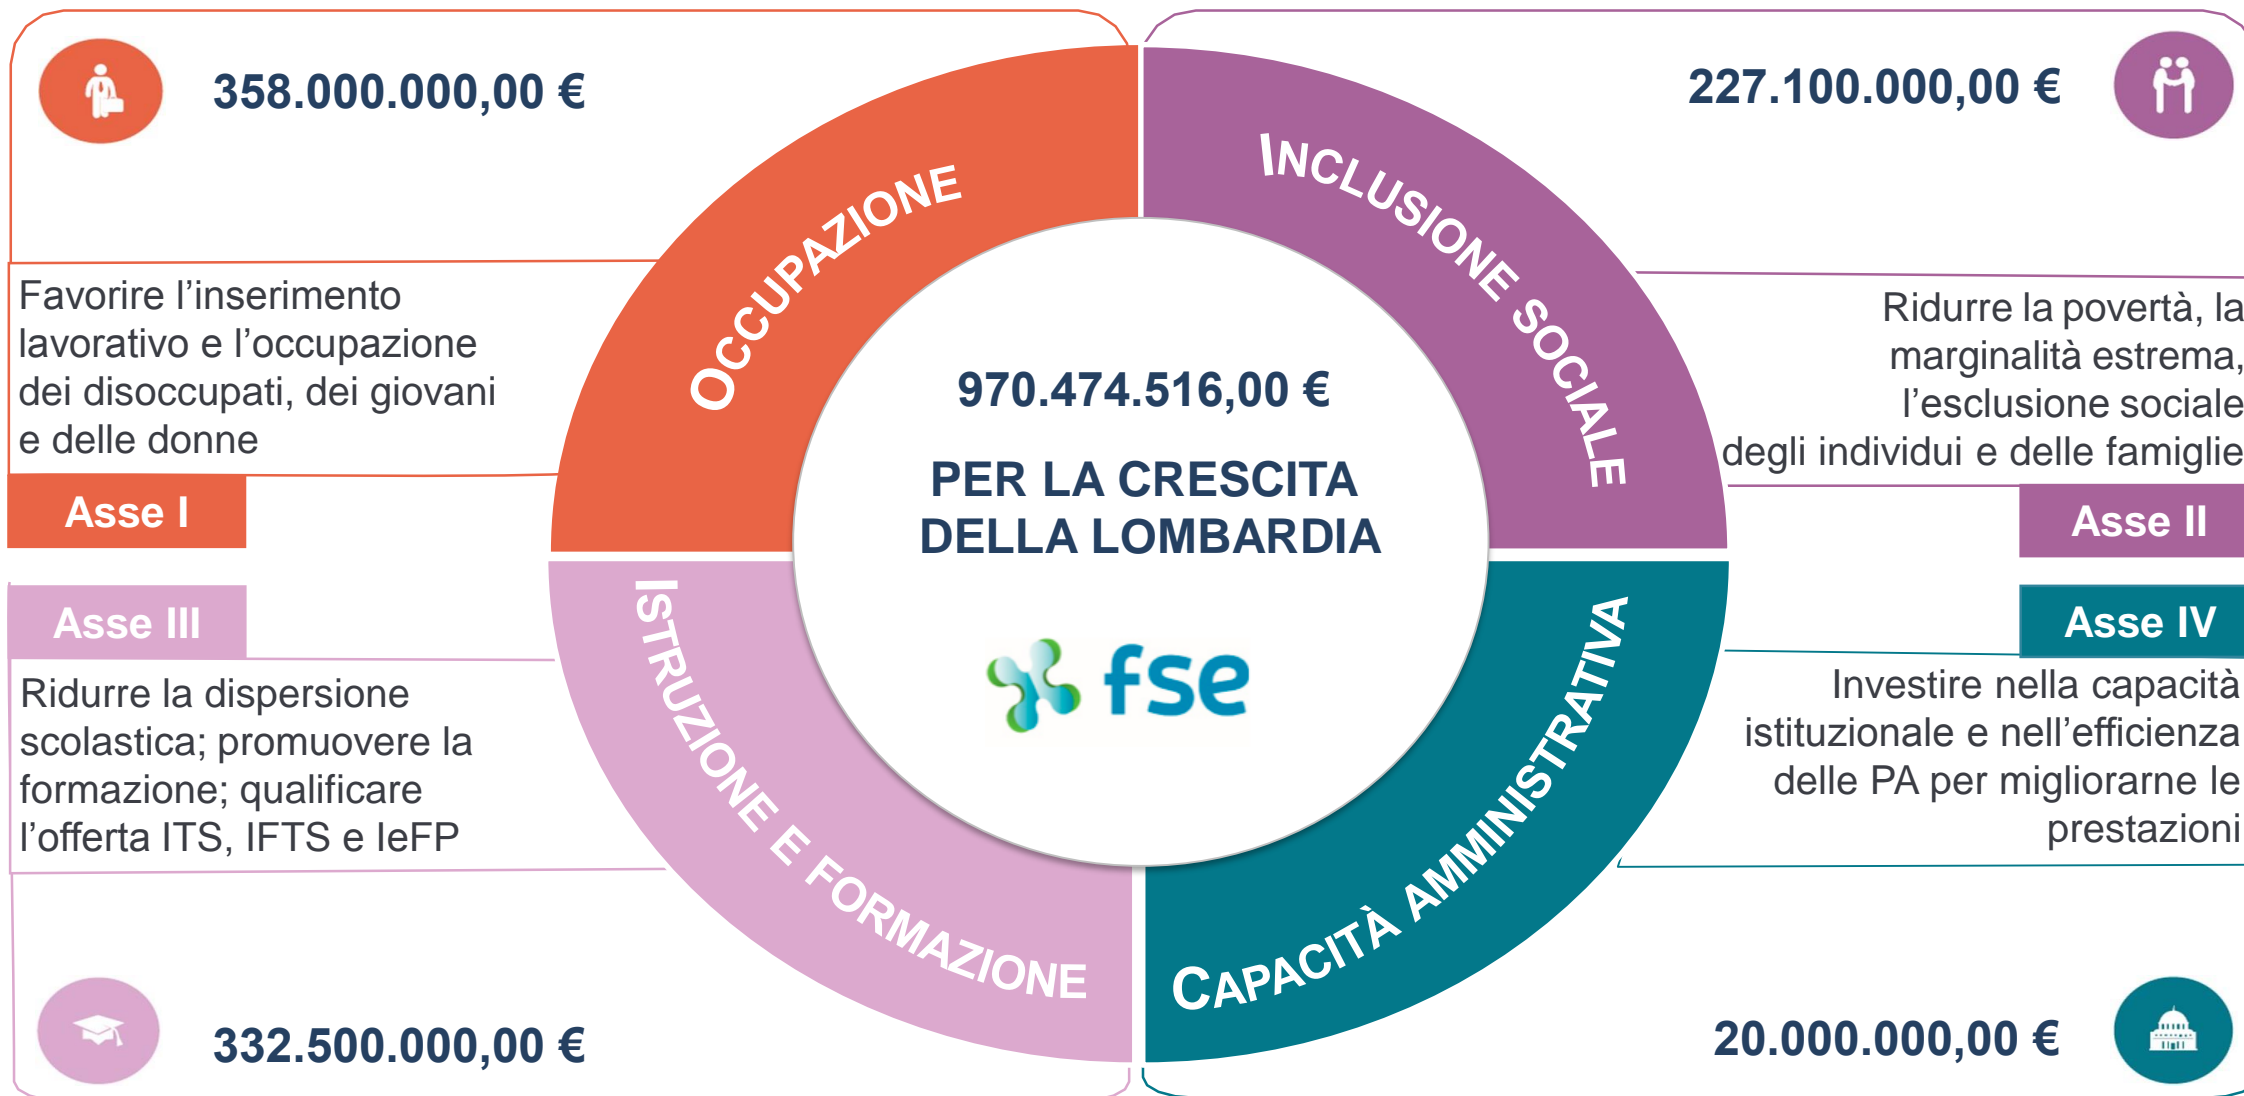 358.000.000,00 €
OCCUPAZIONE
Favorire l’inserimento
lavorativo e l’occupazione
dei disoccupati, dei giovani
e delle donne
Asse I
227.100.000,00 €
INCLUSIONE SOCIALE
Ridurre la povertà, la
marginalità estrema,
l’esclusione sociale
degli individui e delle famiglie
Asse II
970.474.516,00 €
PER LA CRESCITA
DELLA LOMBARDIA
fse
Asse III
ISTRUZIONE E FORMAZIONE
Ridurre la dispersione
scolastica; promuovere la
formazione; qualificare
l’offerta ITS, IFTS e IeFP
332.500.000,00 €
Asse IV
CAPACITÀ AMMINISTRATIVA
Investire nella capacità
istituzionale e nell’efficienza
delle PA per migliorarne le
prestazioni
20.000.000,00 €